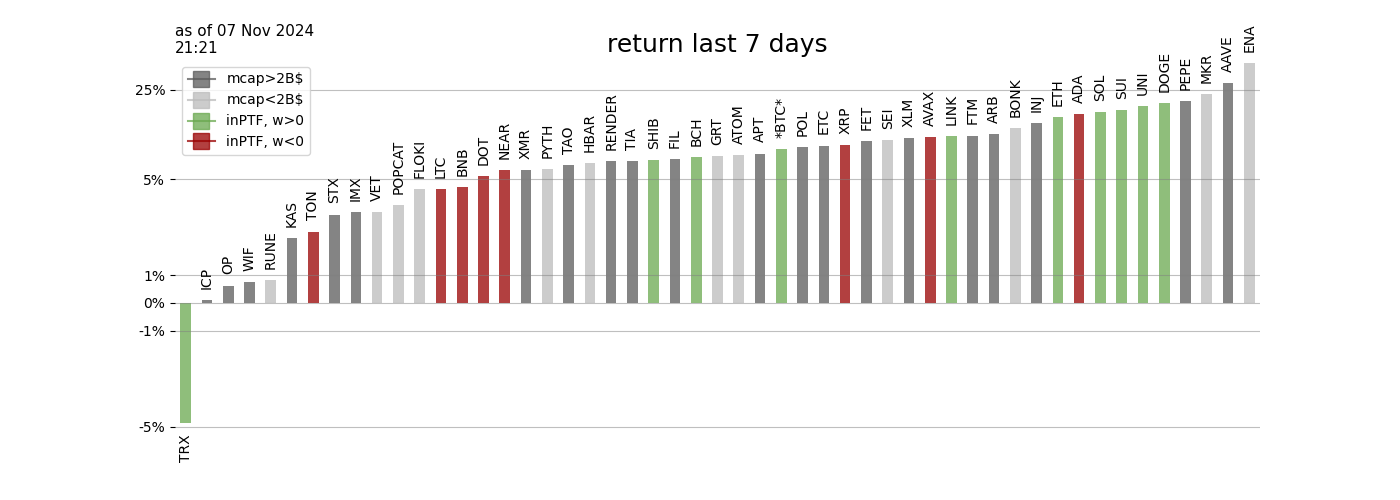 as of 07 Nov 2024
21:21
return last 7 days
mcap>2B$
mcap<2B$
inPTF, w>0
inPTF, w<0
25%
5%
1%
0%
-1%
-5%
TRX
ICP
OP
WIF
RUNE
KAS
TON
STX
IMX
VET
POPCAT
FLOKI
LTC
BNB
DOT
NEAR
XMR
PYTH
TAO
HBAR
RENDER
TIA
SHIB
FIL
BCH
GRT
ATOM
APT
*BTC*
POL
ETC
XRP
FET
SEI
XLM
AVAX
LINK
FTM
ARB
BONK
INJ
ETH
ADA
SOL
SUI
UNI
DOGE
PEPE
MKR
AAVE
ENA